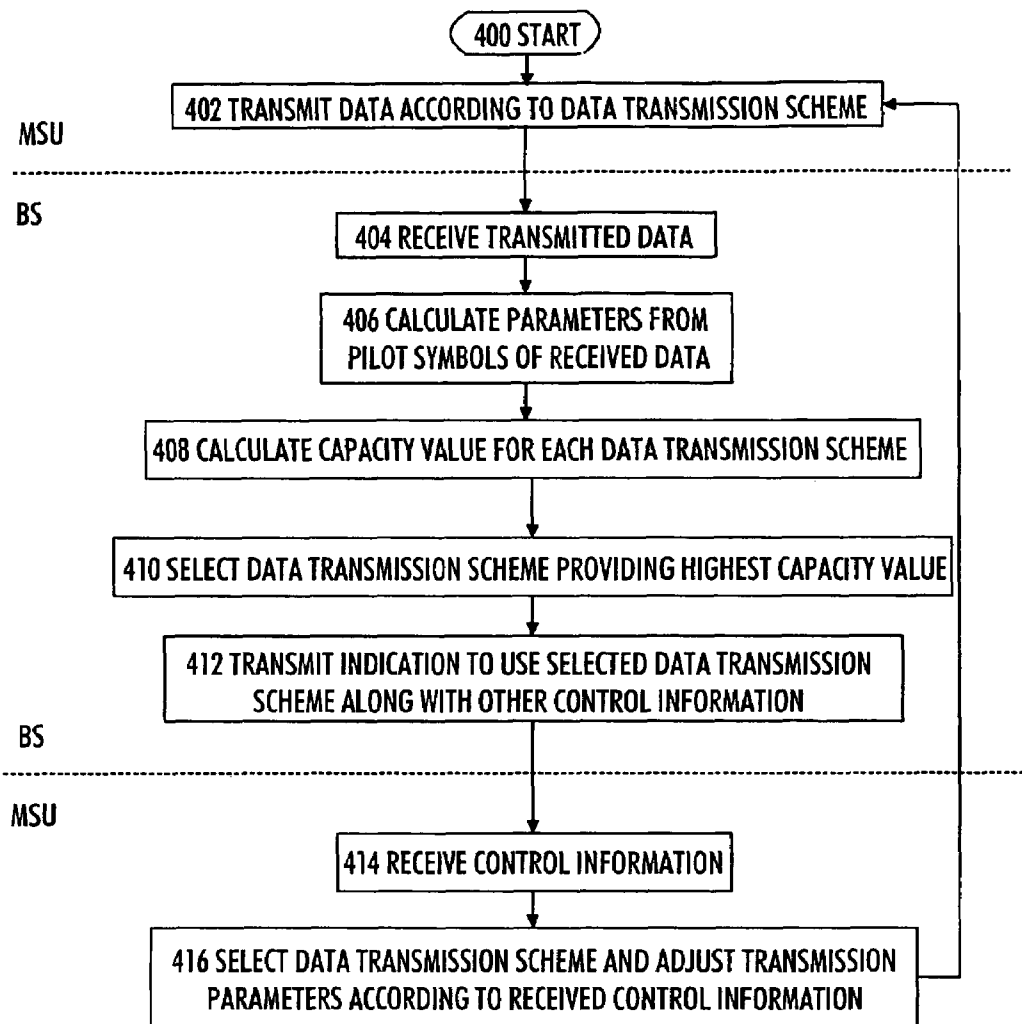 400 START
402 TRANSMIT DATA ACCORDING TO DATA TRANSMISSION SCHEME
MSU
BS
404 RECEIVE TRANSMITTED DATA
406 CALCULATE PARAMETERS FROM
PILOT SYMBOLS OF RECEIVED DATA
408 CALCULATE CAPACITY VALUE FOR EACH DATA TRANSMISSION SCHEME
410 SELECT DATA TRANSMISSION SCHEME PROVIDING HIGHEST CAPACITY VALUE
412 TRANSMIT INDICATION TO USE SELECTED DATA TRANSMISSION
SCHEME ALONG WITH OTHER CONTROL INFORMATION
BS
MSU
414 RECEIVE CONTROL INFORMATION
416 SELECT DATA TRANSMISSION SCHEME AND ADJUST TRANSMISSION
PARAMETERS ACCORDING TO RECEIVED CONTROL INFORMATION